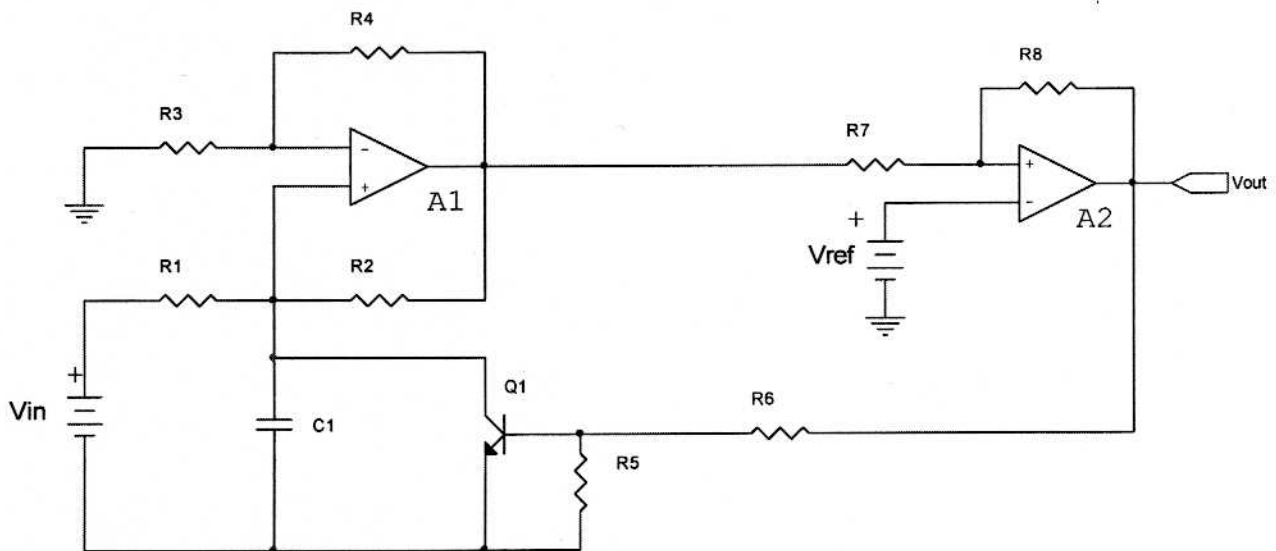 R4
R8
R3
R7
-
+
A1
+
-
A2
Vout
+
Vref
R1
R2
+
Vin
C1
Q1
R6
R5